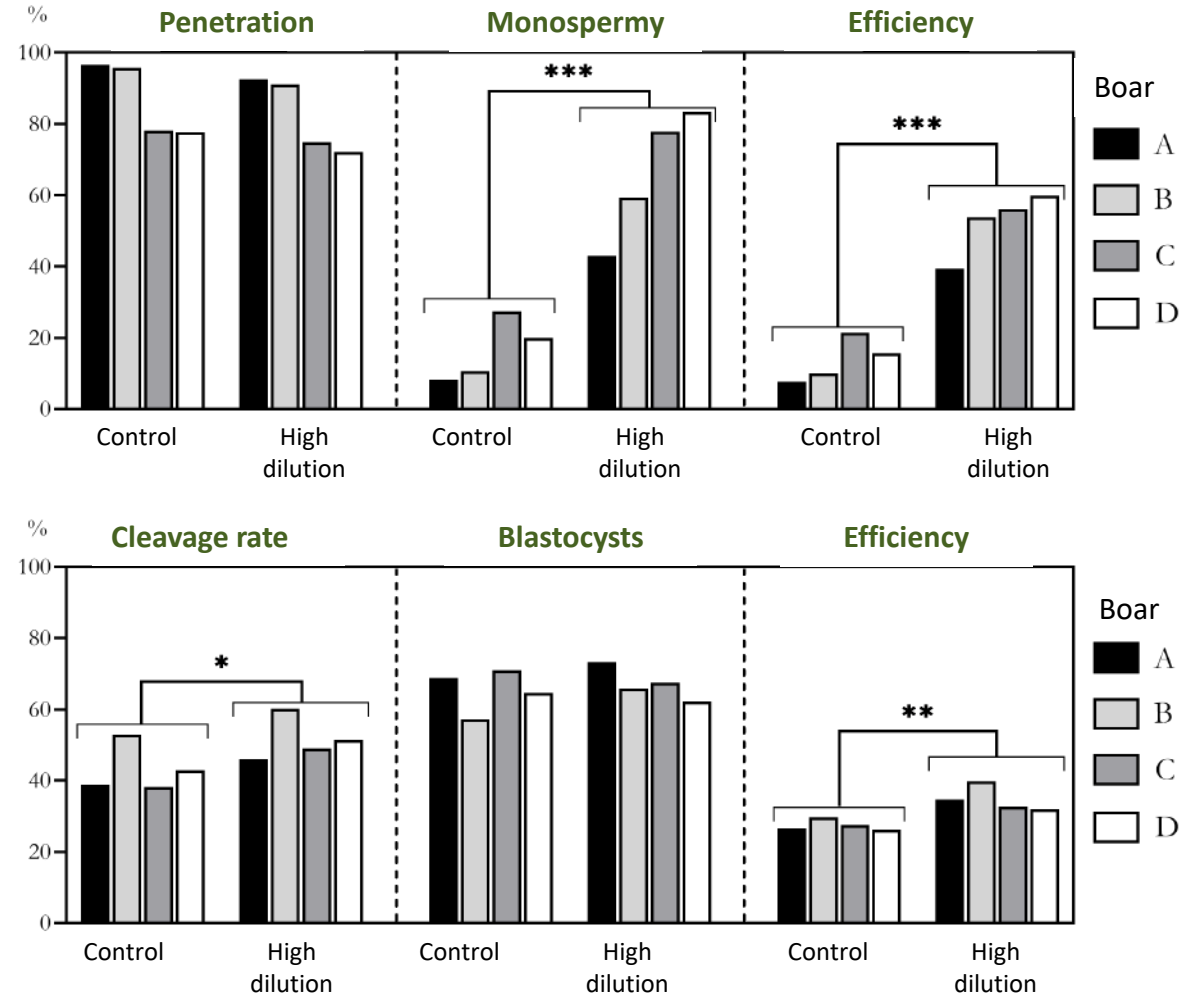 %
Penetration Monospermy Efficiency
100
80
60
40
20
0
***
***
Boar
A
B
C
D
Control High dilution Control High dilution Control High dilution
%
Cleavage rate Blastocysts Efficiency
100
80
60
40
20
0
*
**
Boar
A
B
C
D
Control High dilution Control High dilution Control High dilution